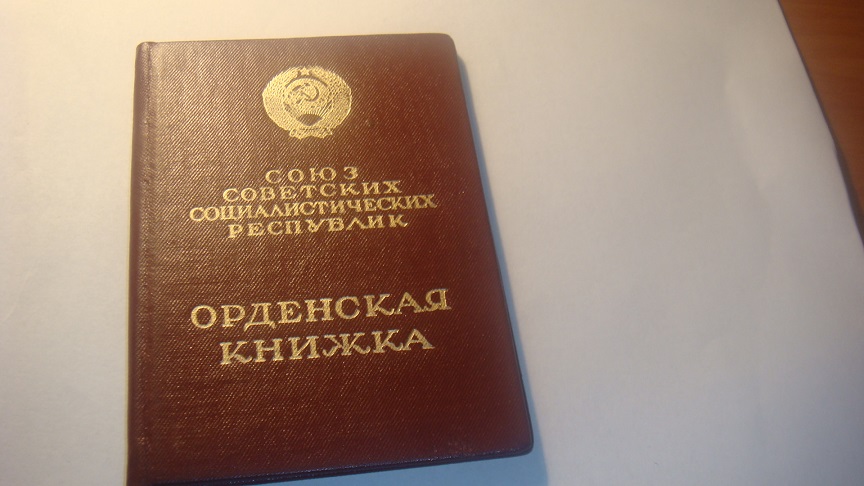 СОЮЗ
СОВЕТСКИХ
СОЦИАЛИСТИЧЕСКИХ
РЕСПУБЛИК
ОРДЕНСКАЯ
КНИЖКА